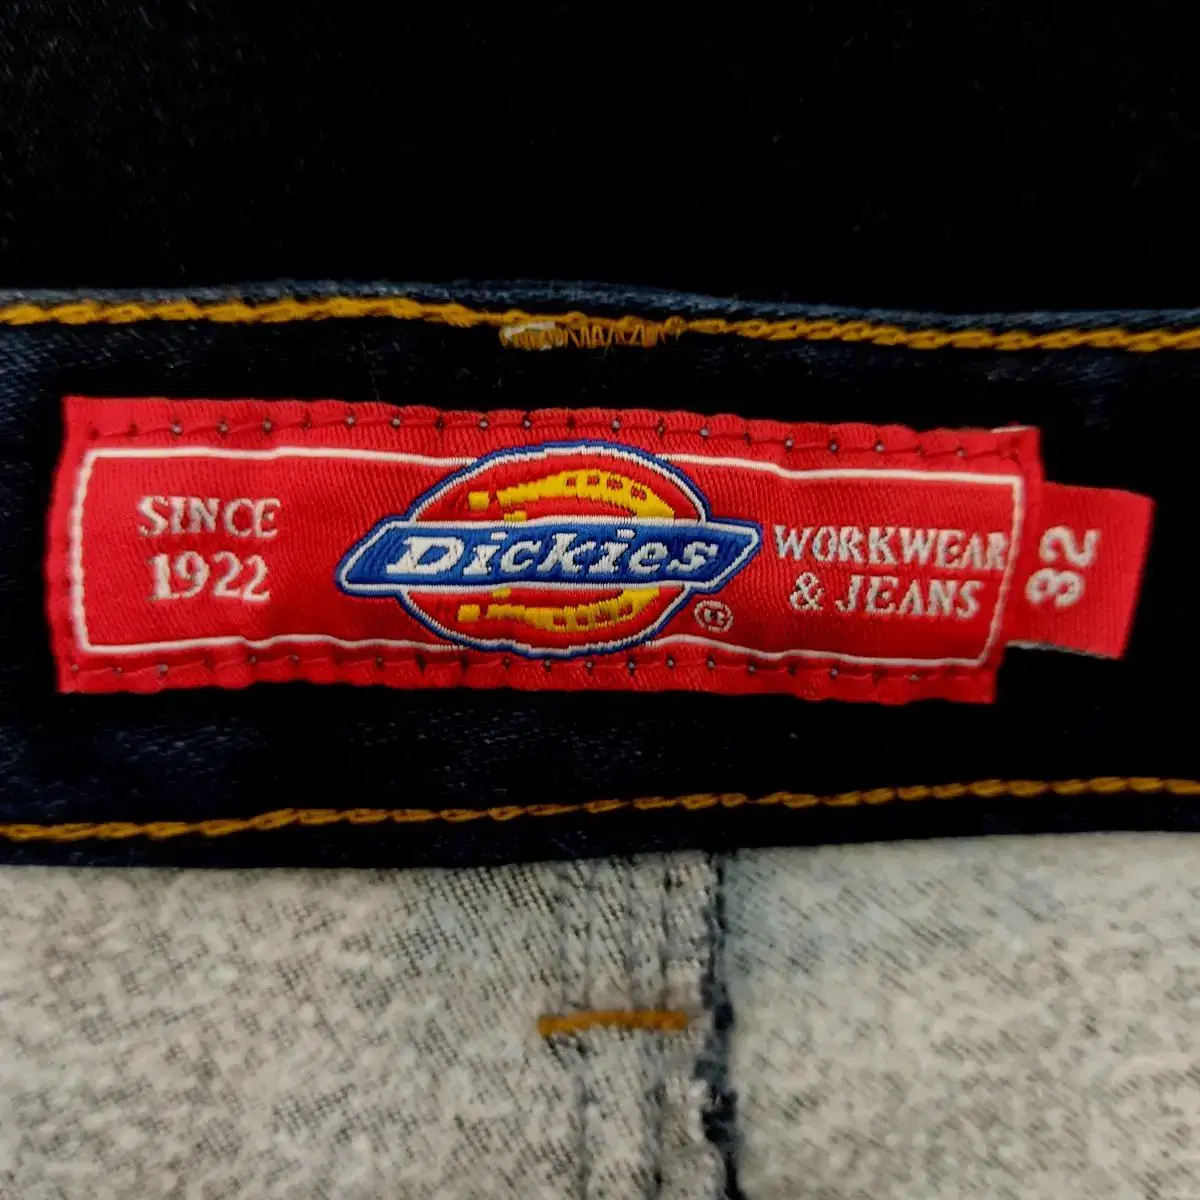 SINCE
1922
Dickies
®
WORKWEAR
& JEANS
32